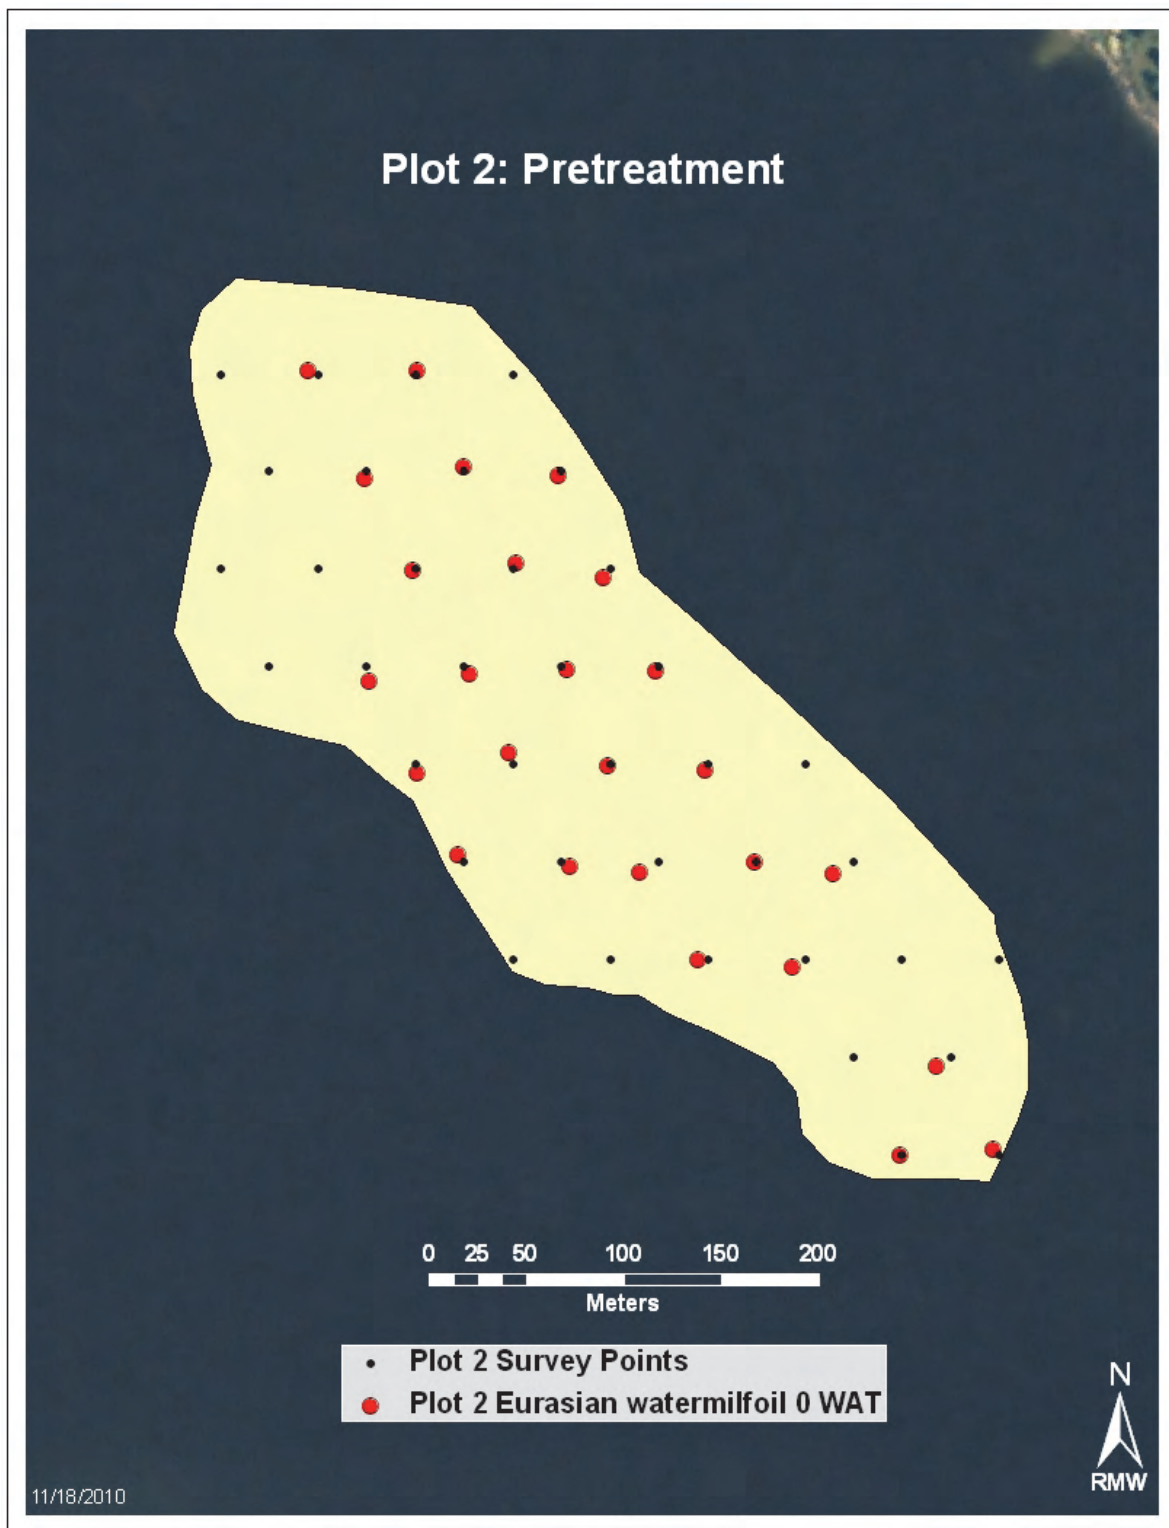 Plot 2: Pretreatment
0 25 50 100 150 200
Meters
Plot 2 Survey Points
Plot 2 Eurasian watermilfoil 0 WAT
N
RMW
11/18/2010